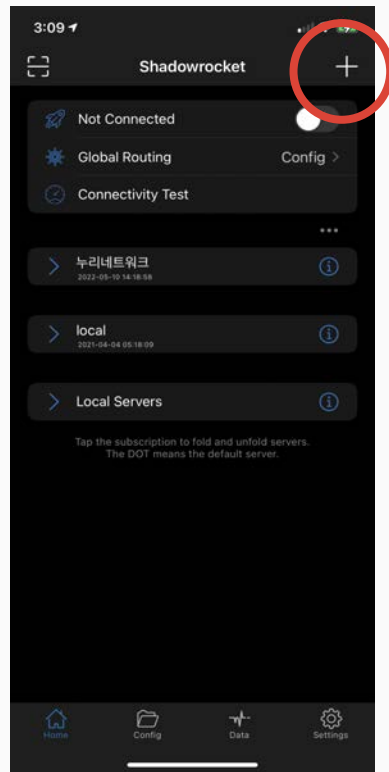 3:09
Shadowrocket
Not Connected
Global Routing Config >
Connectivity Test
...
누리네트워크
2022-05-10 14:18:58
local
2021-04-04 05:18:09
Local Servers
Tap the subscription to fold and unfold servers.
The DOT means the default server.
Home Config Data Settings